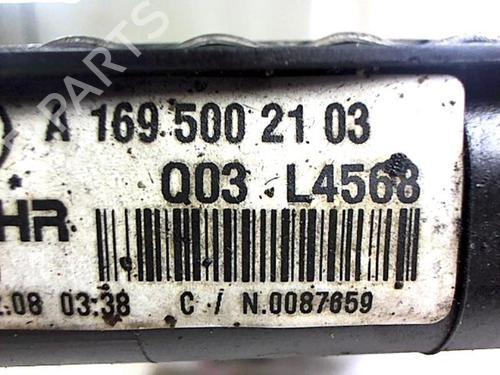 A 169 500 21 03
Q03 L4568
HR
.08 03:38 C / N.0087659
PARTS